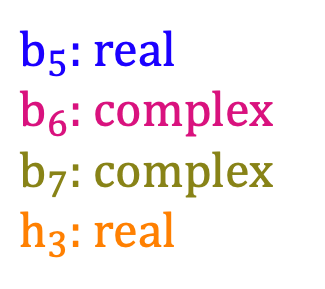 b₅: real
b₆: complex
b₇: complex
h₃: real